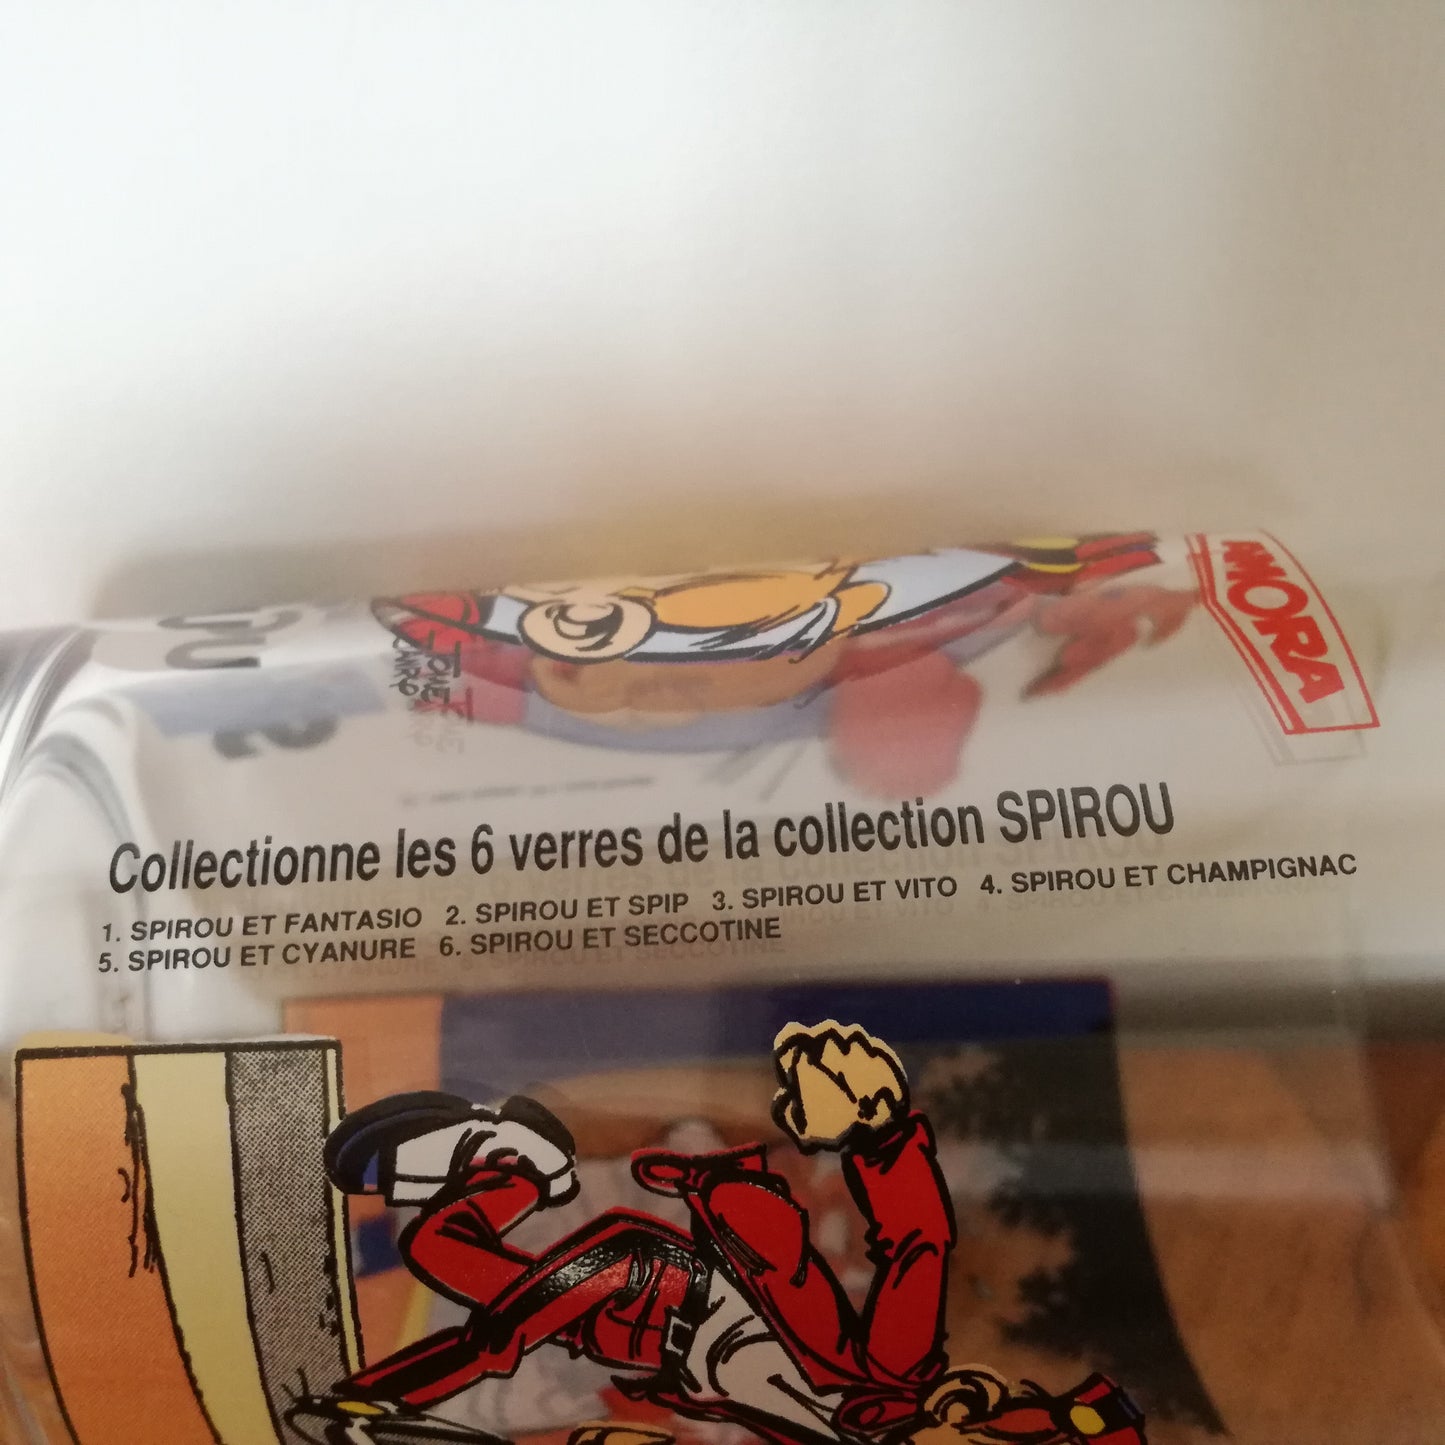 AMORA
TOME
Collectionne les 6 verres de la collection SPIROU
1. SPIROU ET FANTASIO 2. SPIROU ET SPIP 3. SPIROU ET VITO 4. SPIROU ET CHAMPIGNAC
5. SPIROU ET CYANURE 6. SPIROU ET SECCOTINE